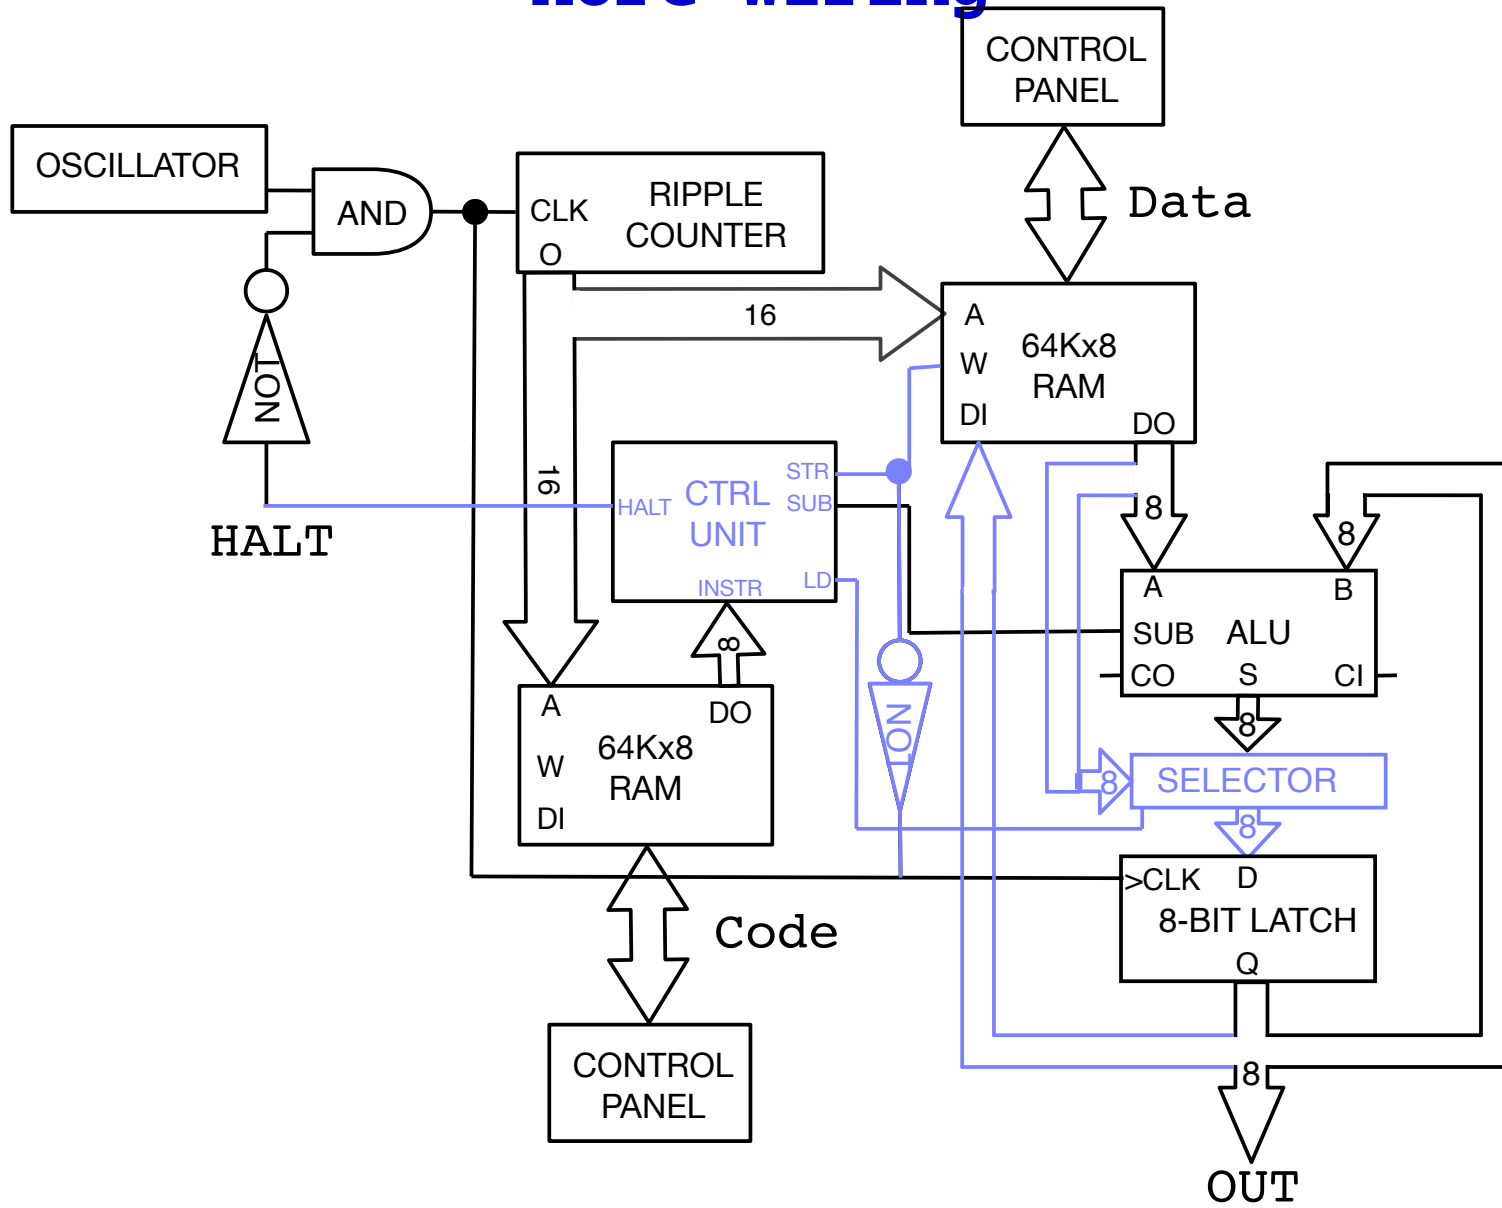 CONTROL
PANEL
OSCILLATOR
AND
CLK
RIPPLE
COUNTER
O
Data
16
A
W
DI
64Kx8
RAM
DO
NOT
16
HALT
CTRL
UNIT
STR
SUB
LD
INSTR
HALT
8
8
A
B
SUB
ALU
CO
S
CI
8
8
A
DO
W
64Kx8
RAM
DI
NOT
8
SELECTOR
8
>CLK
D
8-BIT LATCH
Q
Code
CONTROL
PANEL
8
OUT